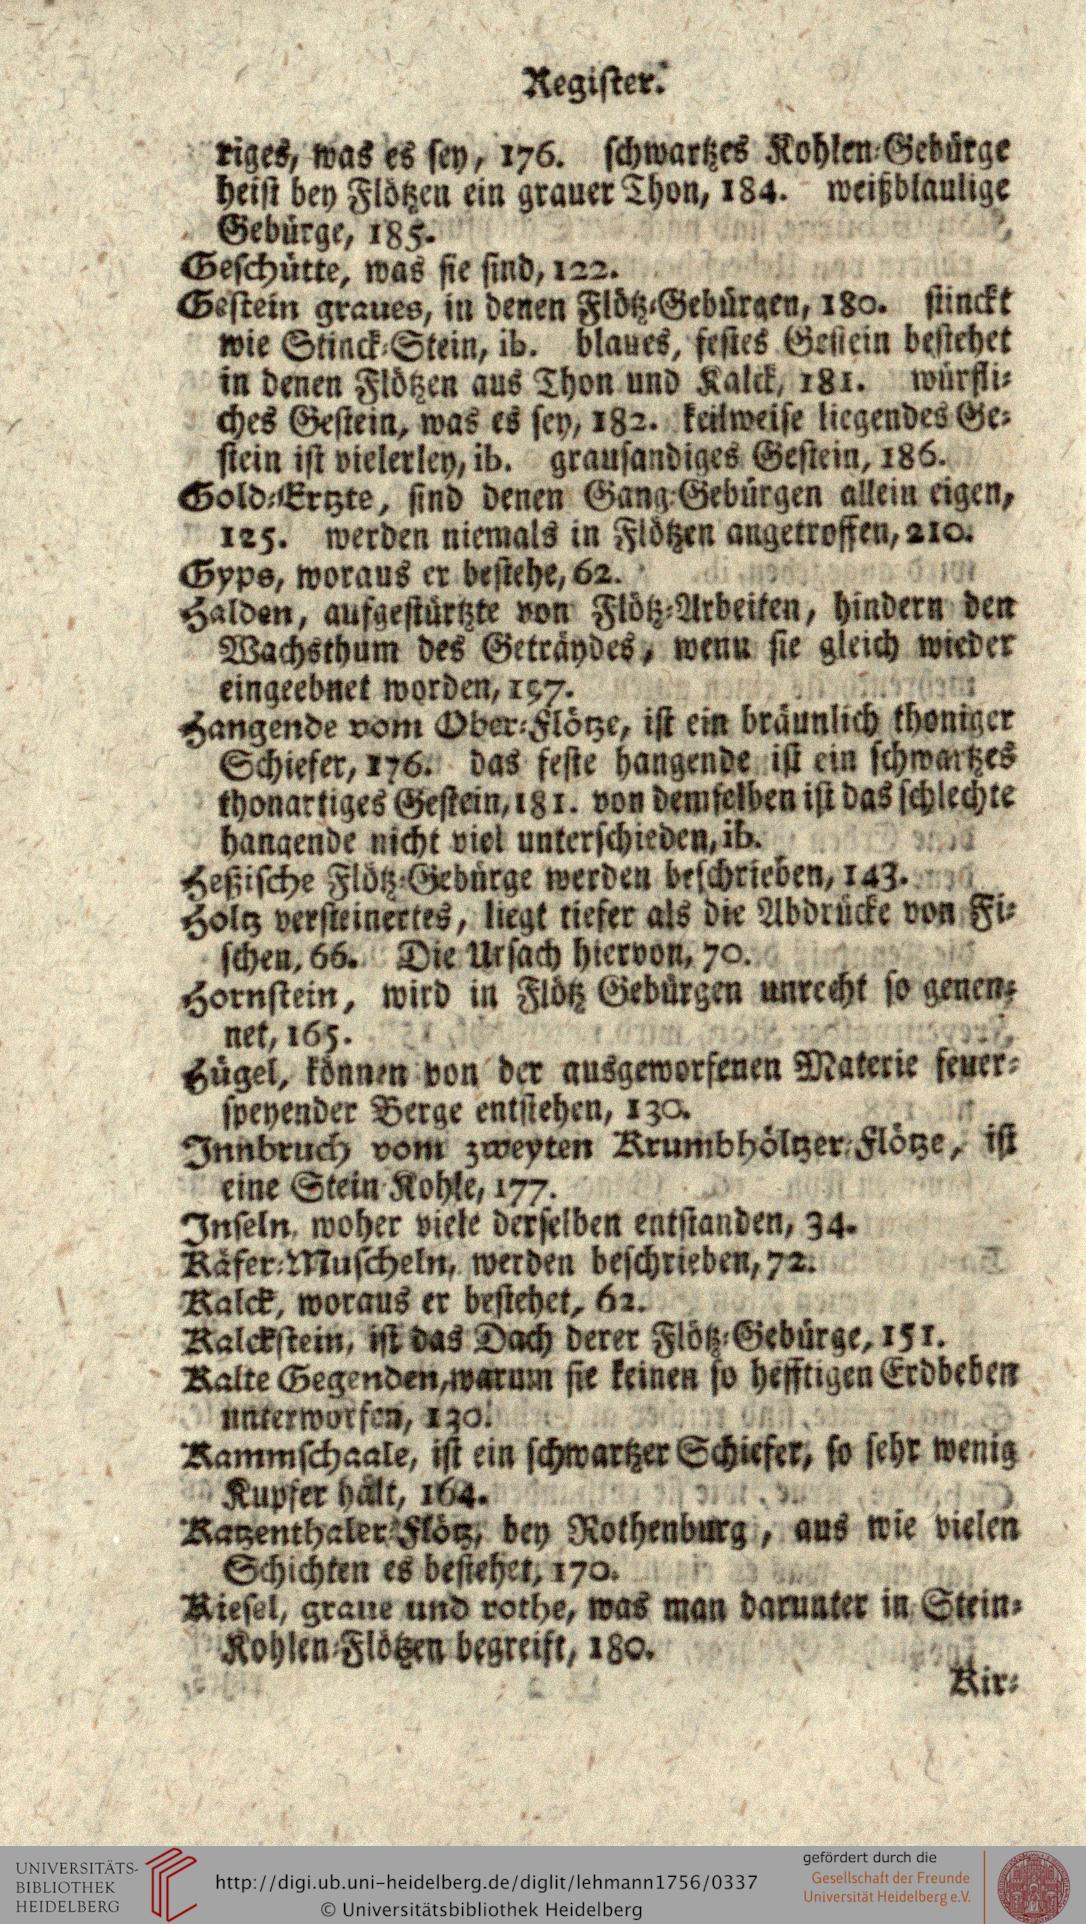 Register.
riges, was es sey, 176. schwartzes Kohlen-Gebürge
heist bey Flötzen ein grauer Thon, 184. weißblaulige
Gebürge, 185.
Geschütte, was sie sind, 122.
Gestein graues, in denen Flötz-Gebürgen, 180. stinckt
wie Stinck-Stein, ib. blaues, festes Gestein bestehet
in denen Flötzen aus Thon und Kalck, 181. würfli-
ches Gestein, was es sey, 182. keilweise liegendes Ge-
stein ist vielerley, ib. grausandiges Gestein, 186.
Gold-Ertzte, sind denen Gang-Gebürgen allein eigen,
125. werden niemals in Flötzen angetroffen, 210.
Gyps, woraus er bestehe, 62.
Halden, aufgestürtzte von Flötz-Arbeiten, hindern den
Wachsthum des Geträydes, wenn sie gleich wieder
eingeebnet worden, 157.
Hangende vom Ober-Flötze, ist ein bräunlich thoniger
Schiefer, 176. das feste hangende ist ein schwartzes
thonartiges Gestein, 181. von demselben ist das schlechte
hangende nicht viel unterschieden, ib.
Heßische Flötz-Gebürge werden beschrieben, 143.
Holtz versteinertes, liegt tiefer als die Abdrücke von Fi-
schen, 66. Die Ursach hiervon, 70.
Hornstein, wird in Flötz Gebürgen unrecht so genen-
net, 165.
Hügel, können von der ausgeworfenen Materie feuer-
speyender Berge entstehen, 130.
Innbruch vom zweyten Krumbhöltzer-Flötze, ist
eine Stein Kohle, 177.
Inseln, woher viele derselben entstanden, 34.
Käfer-Muscheln, werden beschrieben, 72.
Kalck, woraus er bestehet, 62.
Kalckstein, ist das Dach derer Flötz-Gebürge, 151.
Kalte Gegenden, warum sie keinen so hefftigen Erdbeben
unterworfen, 130.
Kammschaale, ist ein schwartzer Schiefer, so sehr wenig
Kupfer hält, 164.
Katzenthaler-Flötz, bey Rothenburg, aus wie vielen
Schichten es bestehet, 170.
Kiesel, graue und rothe, was man darunter in Stein-
Kohlen-Flötzen begreift, 180.
Kir-
UNIVERSITÄTS-
BIBLIOTHEK
HEIDELBERG
http://digi.ub.uni-heidelberg.de/diglit/lehmann1756/0337
© Universitätsbibliothek Heidelberg
gefördert durch die
Gesellschaft der Freunde
Universität Heidelberg e.V.